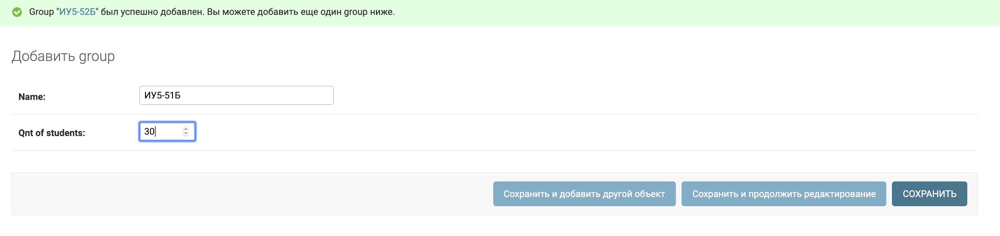 Group "ИУ5-52Б" был успешно добавлен. Вы можете добавить еще один group ниже.
Добавить group
Name: ИУ5-51Б
Qnt of students: 30
Сохранить и добавить другой объект Сохранить и продолжить редактирование СОХРАНИТЬ